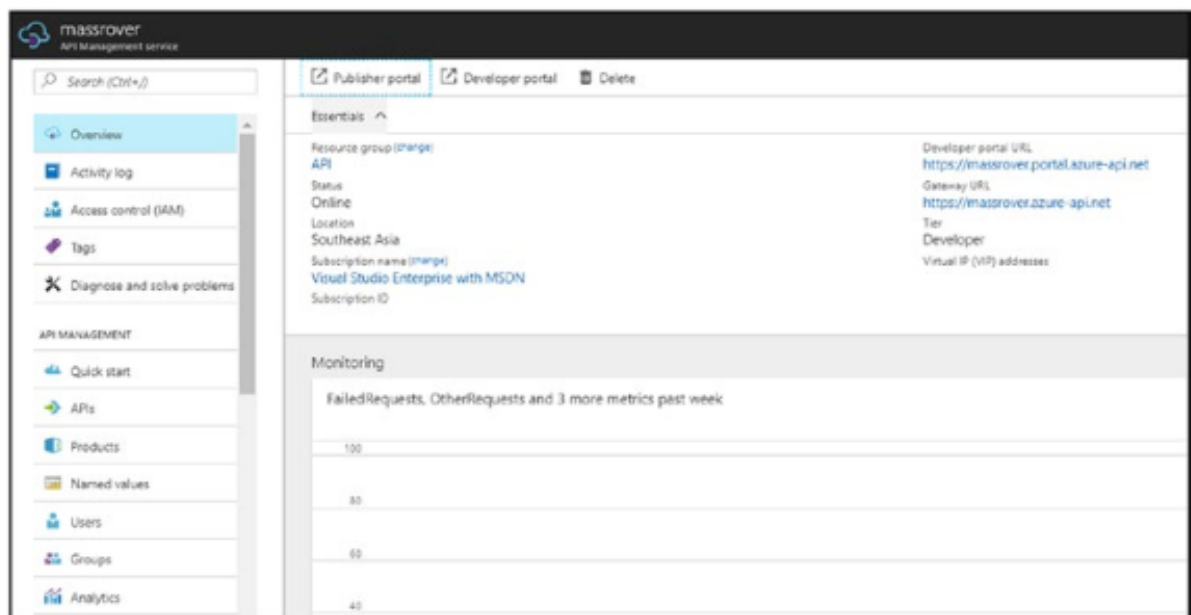 massrover
API Management service
Search (Ctrl+/)
Overview
Activity log
Access control (IAM)
Tags
Diagnose and solve problems
API MANAGEMENT
Quick start
APIs
Products
Named values
Users
Groups
Analytics
Publisher portal Developer portal Delete
Essentials
Resource group (change)
API
Status
Online
Location
Southeast Asia
Subscription name (change)
Visual Studio Enterprise with MSDN
Subscription ID
Developer portal URL
https://massrover.portal.azure-api.net
Gateway URL
https://massrover.azure-api.net
Tier
Developer
Virtual IP (VIP) addresses
Monitoring
FailedRequests, OtherRequests and 3 more metrics past week
100
80
60
40